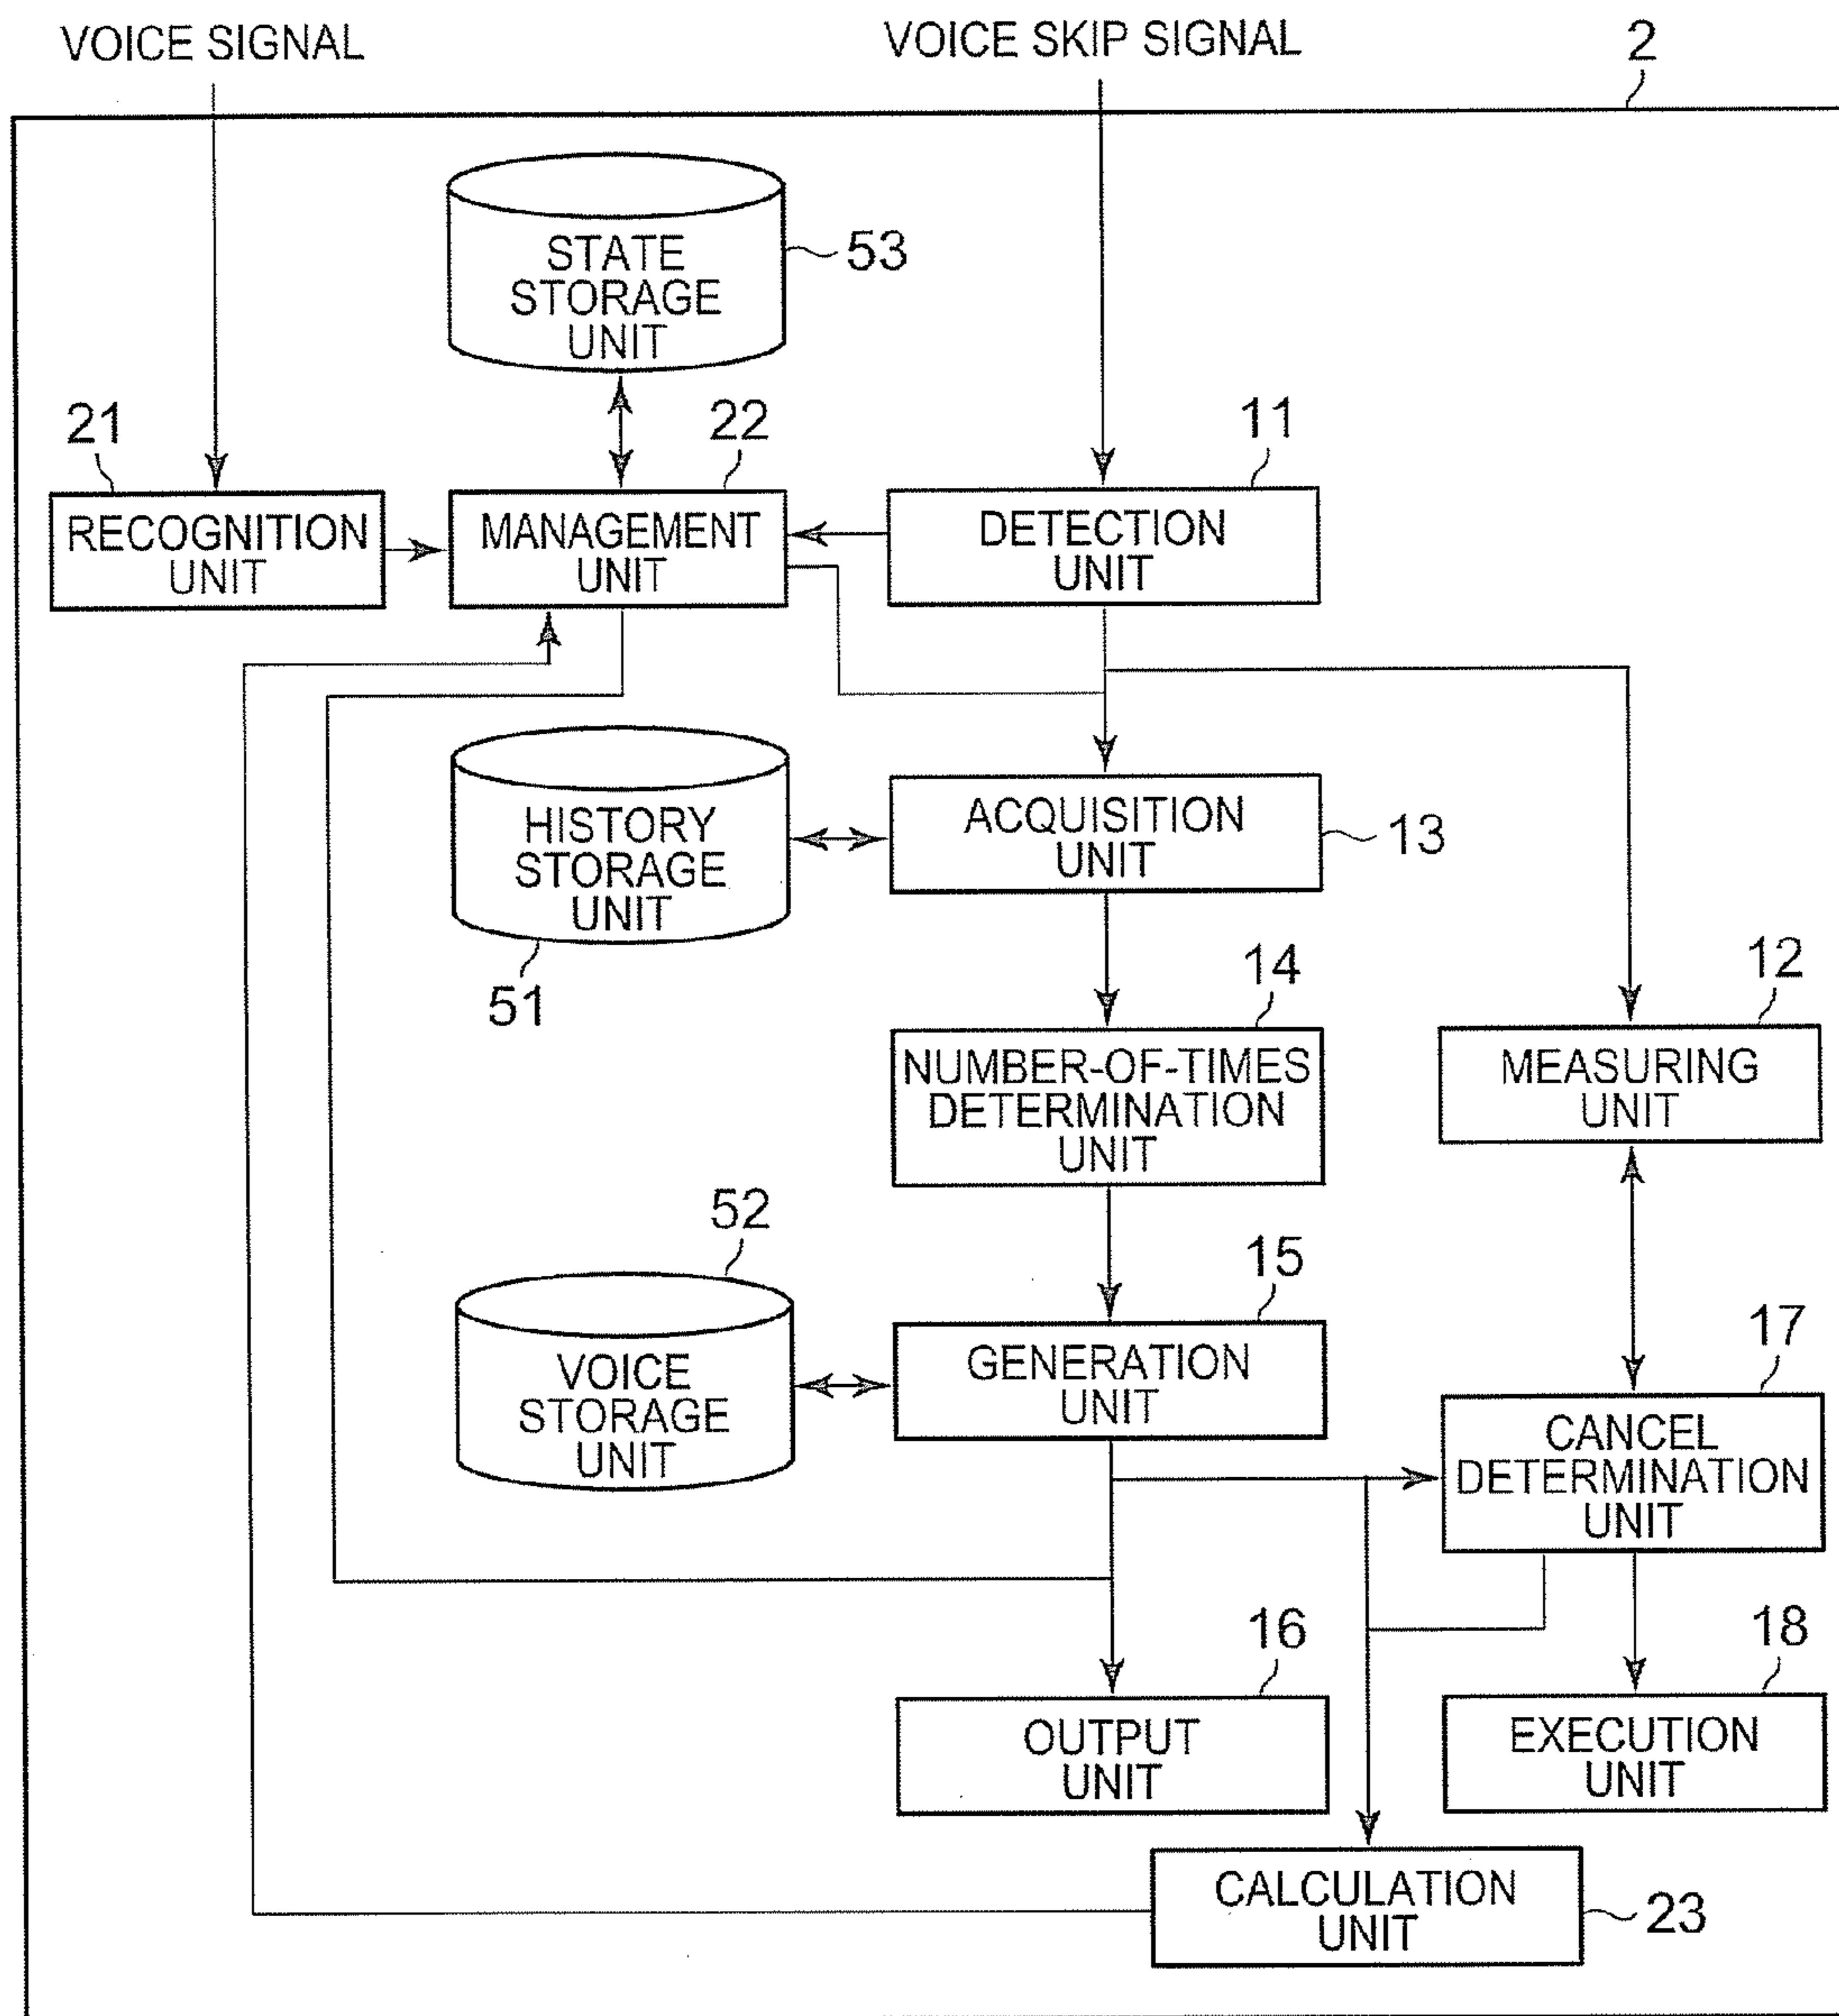 VOICE SIGNAL
VOICE SKIP SIGNAL
2
STATE
STORAGE
UNIT
53
21
RECOGNITION
UNIT
22
MANAGEMENT
UNIT
11
DETECTION
UNIT
HISTORY
STORAGE
UNIT
51
ACQUISITION
UNIT
13
14
NUMBER-OF-TIMES
DETERMINATION
UNIT
12
MEASURING
UNIT
52
VOICE
STORAGE
UNIT
15
GENERATION
UNIT
17
CANCEL
DETERMINATION
UNIT
16
OUTPUT
UNIT
18
EXECUTION
UNIT
CALCULATION
UNIT
23